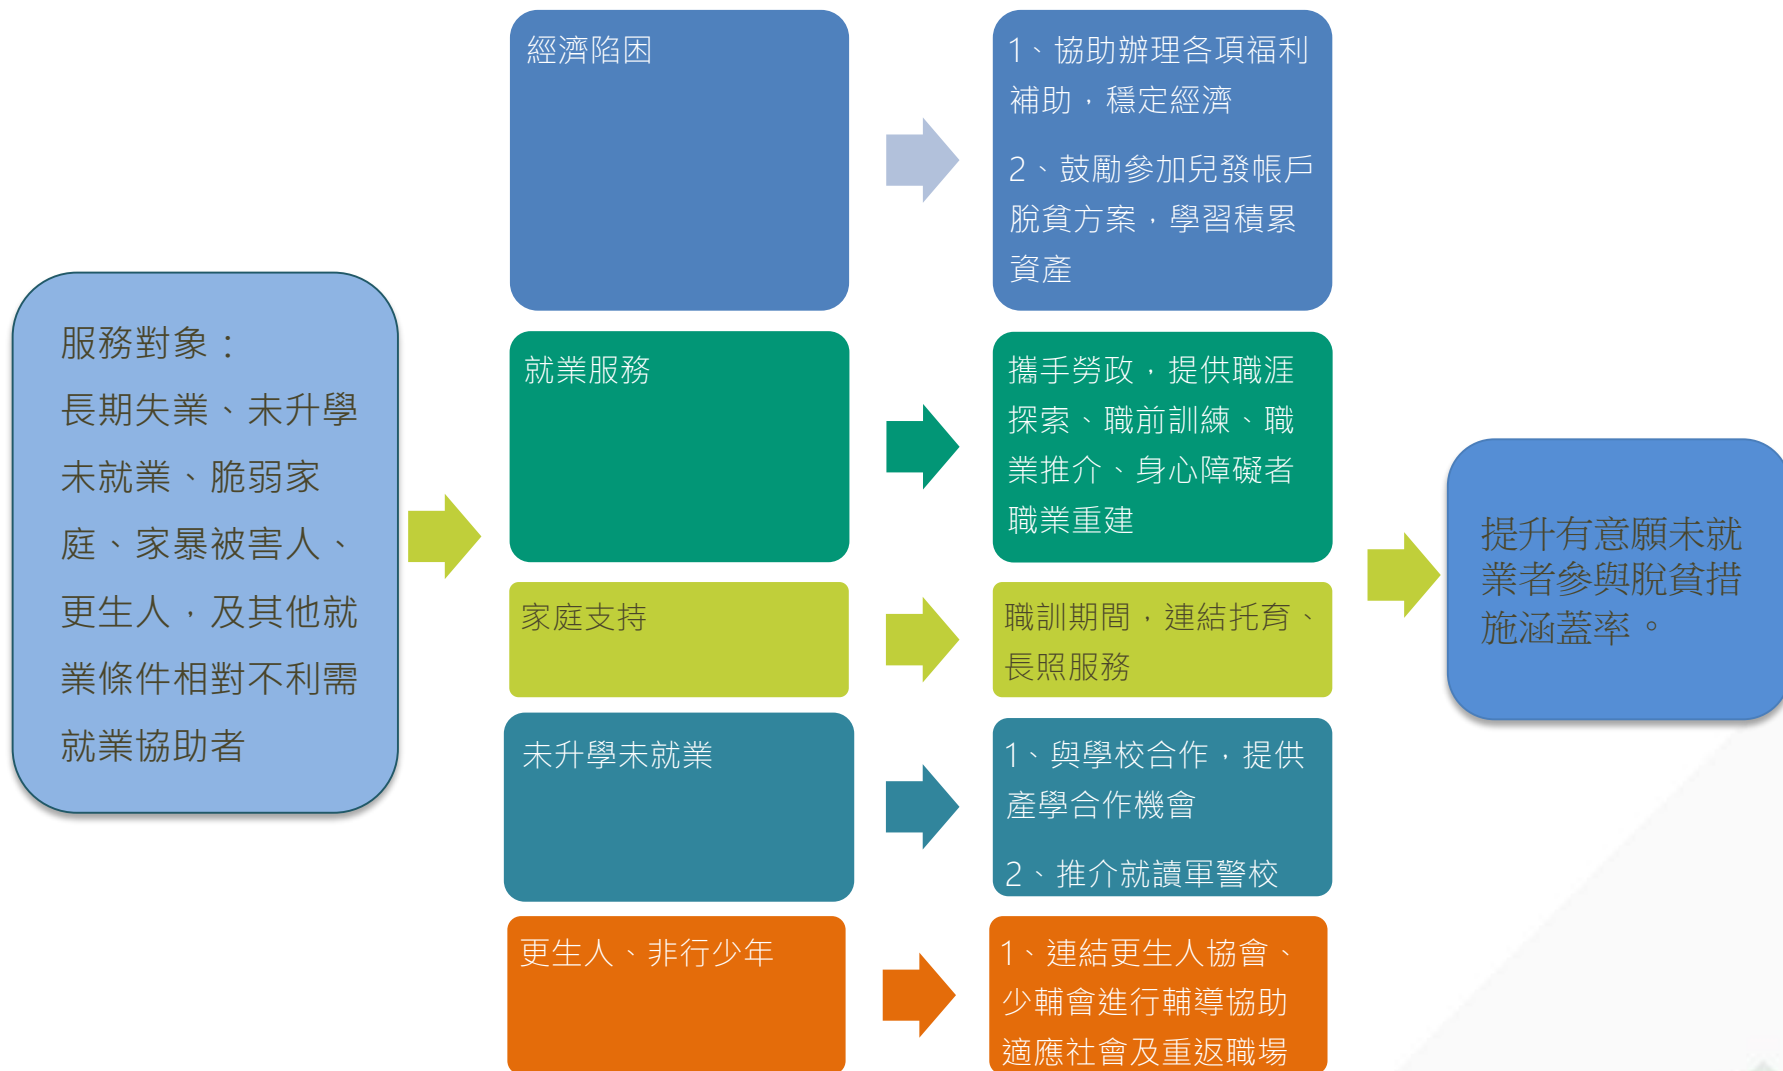 服務對象：
長期失業、未升學
未就業、脆弱家
庭、家暴被害人、
更生人，及其他就
業條件相對不利需
就業協助者
經濟陷困
1、協助辦理各項福利
補助，穩定經濟
2、鼓勵參加兒發帳戶
脫貧方案，學習積累
資產
就業服務
攜手勞政，提供職涯
探索、職前訓練、職
業推介、身心障礙者
職業重建
家庭支持
職訓期間，連結托育、
長照服務
未升學未就業
1、與學校合作，提供
產學合作機會
2、推介就讀軍警校
更生人、非行少年
1、連結更生人協會、
少輔會進行輔導協助
適應社會及重返職場
提升有意願未就
業者參與脫貧措
施涵蓋率。